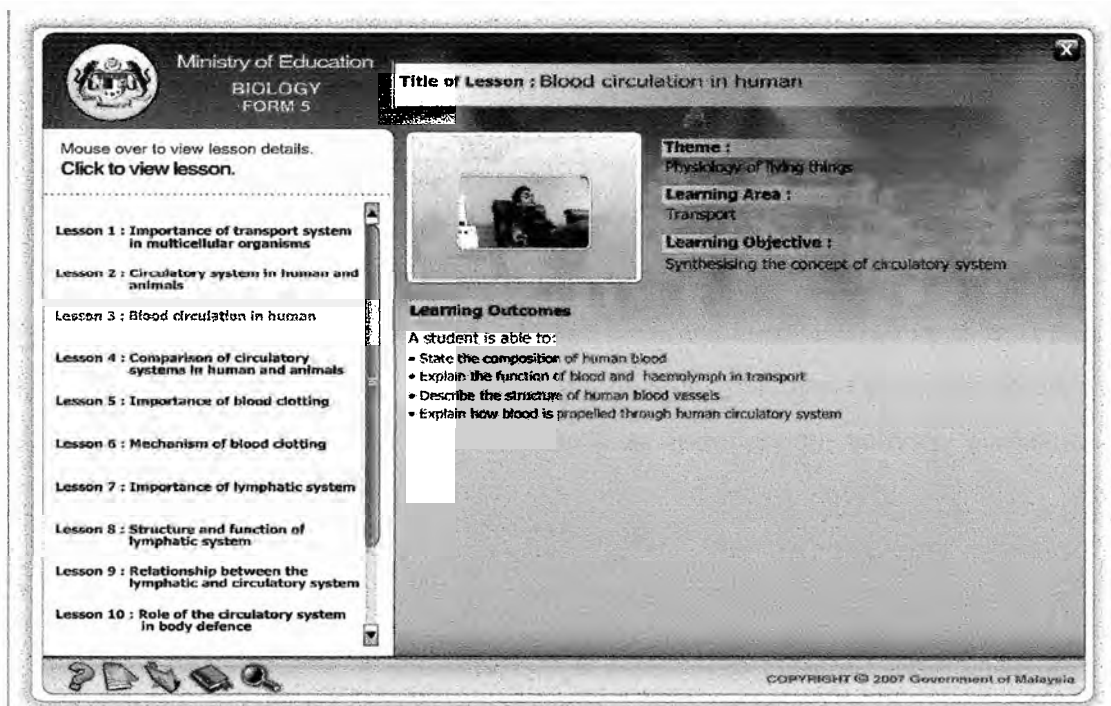 Ministry of Education
BIOLOGY
FORM 5
Title of Lesson : Blood circulation in human
X
Mouse over to view lesson details.
Click to view lesson.
Lesson 1 : Importance of transport system
in multicellular organisms
Lesson 2 : Circulatory system in human and
animals
Lesson 3 : Blood circulation in human
Lesson 4 : Comparison of circulatory
systems in human and animals
Lesson 5 : Importance of blood clotting
Lesson 6 : Mechanism of blood clotting
Lesson 7 : Importance of lymphatic system
Lesson 8 : Structure and function of
lymphatic system
Lesson 9 : Relationship between the
lymphatic and circulatory system
Lesson 10 : Role of the circulatory system
in body defence
Theme :
Physiology of living things
Learning Area :
Transport
Learning Objective :
Synthesising the concept of circulatory system
Learning Outcomes
A student is able to:
• State the composition of human blood
• Explain the function of blood and haemolymph in transport
• Describe the structure of human blood vessels
• Explain how blood is propelled through human circulatory system
COPYRIGHT © 2007 Government of Malaysia